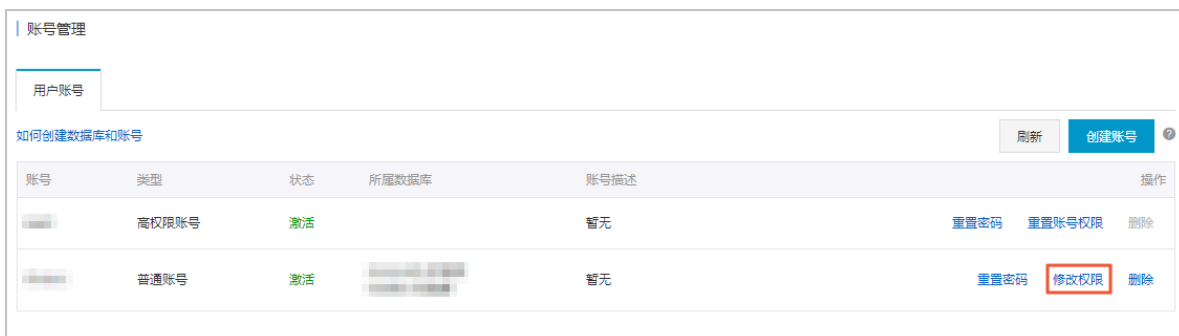 账号管理
用户账号
如何创建数据库和账号 刷新 创建账号 ?
账号 类型 状态 所属数据库 账号描述 操作
高权限账号 激活 暂无 重置密码 重置账号权限 删除
普通账号 激活 暂无 重置密码 修改权限 删除